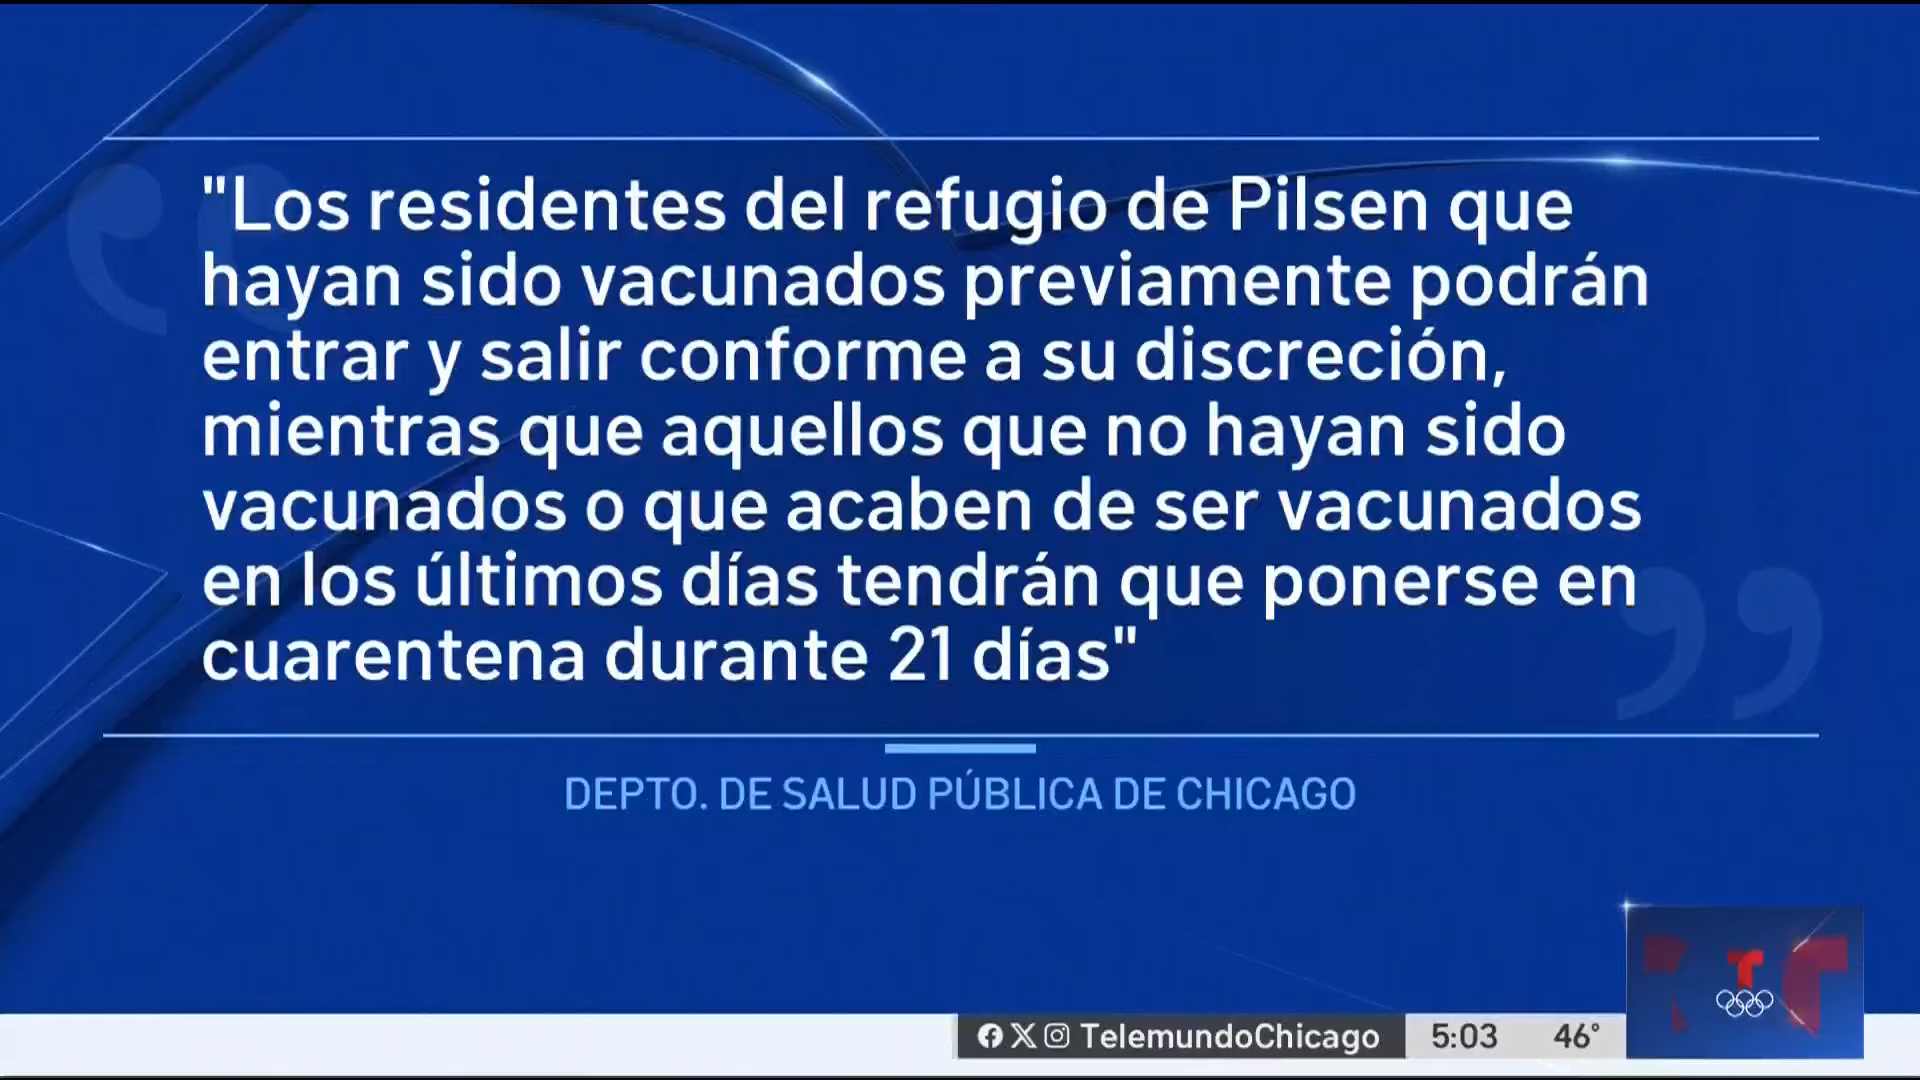 "Los residentes del refugio de Pilsen que
hayan sido vacunados previamente podrán
entrar y salir conforme a su discreción,
mientras que aquellos que no hayan sido
vacunados o que acaben de ser vacunados
en los últimos días tendrán que ponerse en
cuarentena durante 21 días"
DEPTO. DE SALUD PÚBLICA DE CHICAGO
TelemundoChicago 5:03 46°